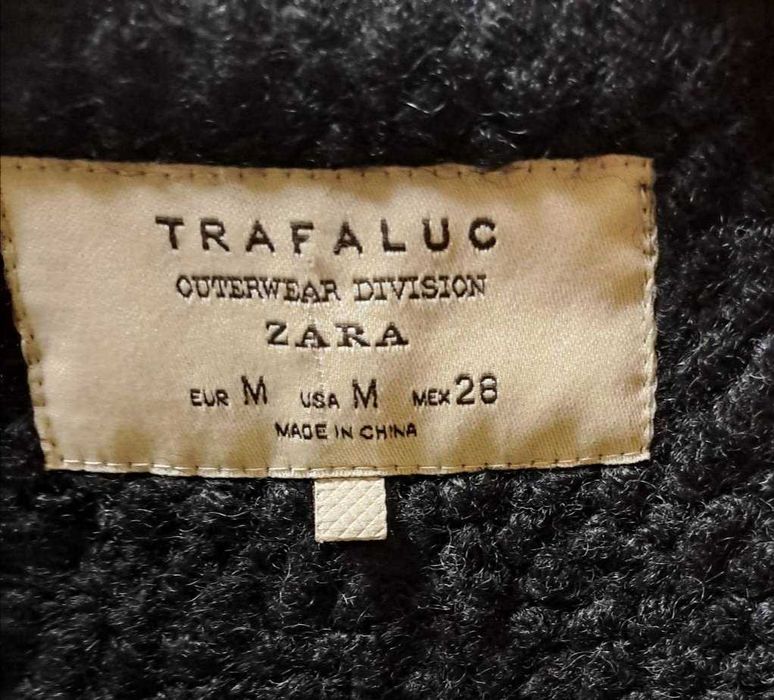 TRAFALUC
OUTERWEAR DIVISION
ZARA
EUR M USA M MEX 28
MADE IN CHINA